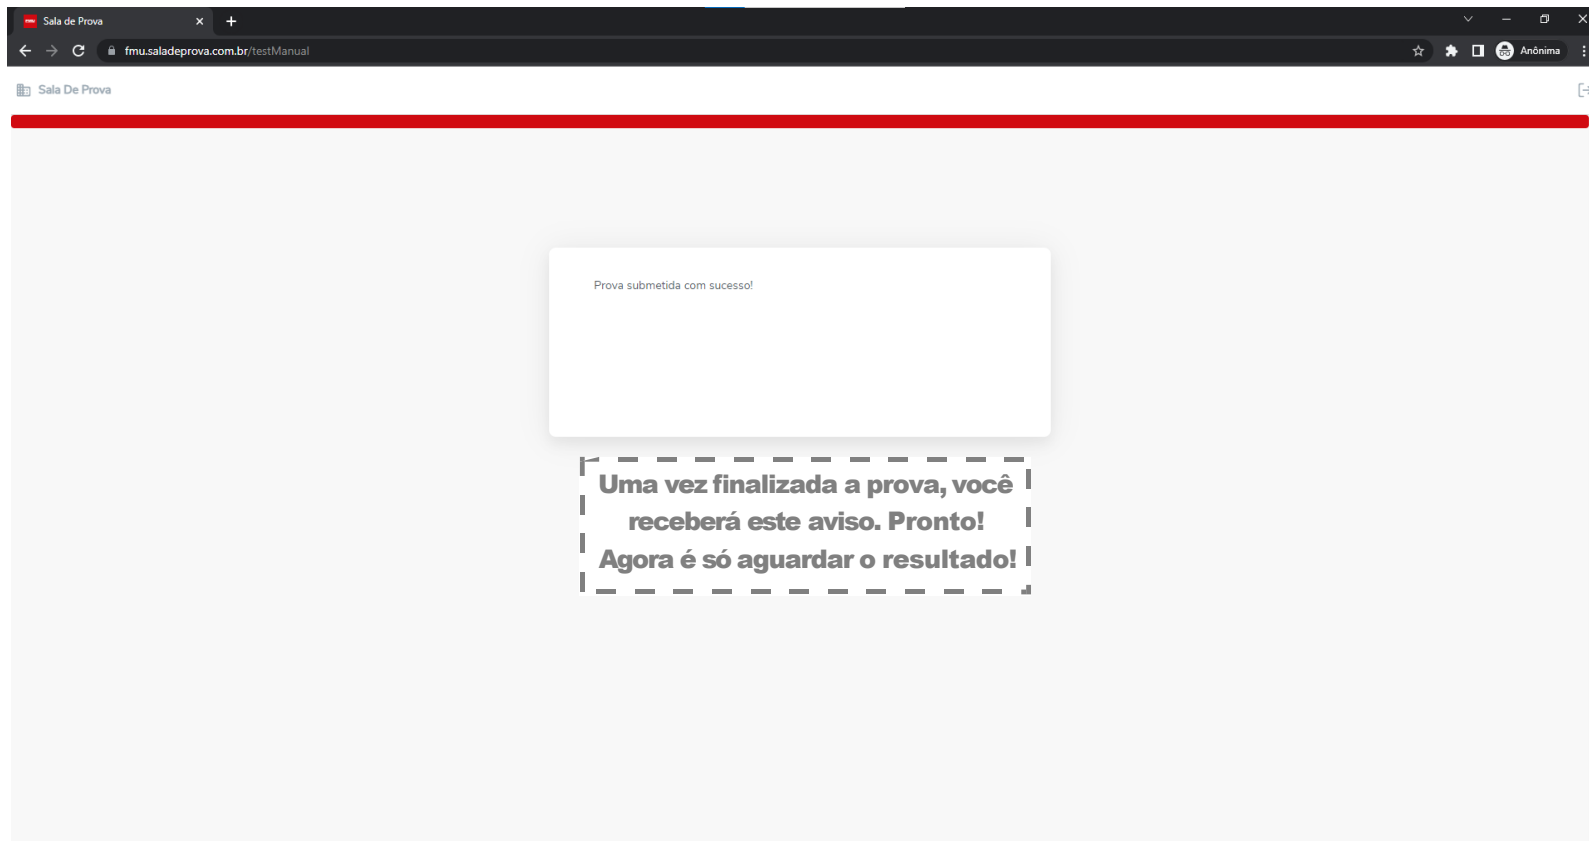 Sala de Prova
fmu.saladeprova.com.br/testManual
Anônima
Sala De Prova
Prova submetida com sucesso!
Uma vez finalizada a prova, você
receberá este aviso. Pronto!
Agora é só aguardar o resultado!